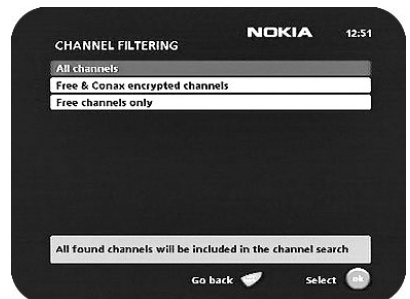 NOKIA 12:51
CHANNEL FILTERING
All channels
Free & Conax encrypted channels
Free channels only
All found channels will be included in the channel search
Go back Select ok